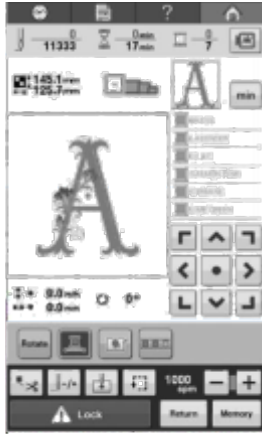 ?
0 0min 0
11333 17min 7
145.1mm
125.7mm
A
min
A
0.0mm 0°
0.0mm
Rotate
1000
spm
Lock Return Memory